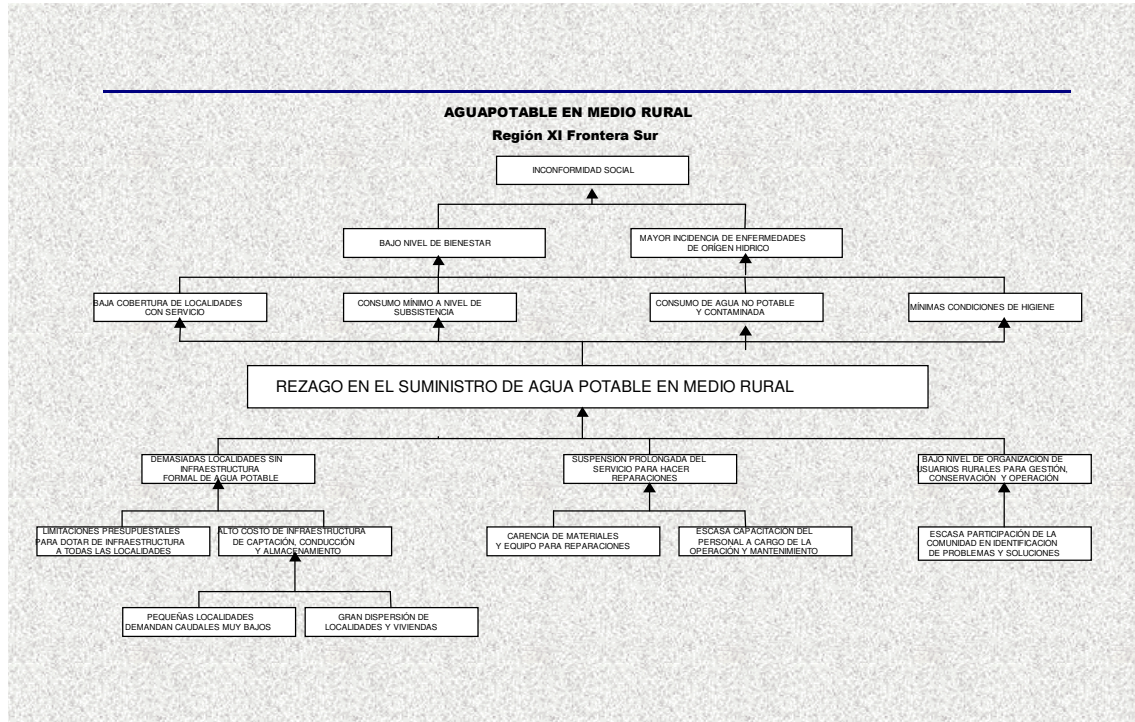 AGUAPOTABLE EN MEDIO RURAL
Región XI Frontera Sur
INCONFORMIDAD SOCIAL
BAJO NIVEL DE BIENESTAR
MAYOR INCIDENCIA DE ENFERMEDADES
DE ORÍGEN HIDRICO
BAJA COBERTURA DE LOCALIDADES
CON SERVICIO
CONSUMO MÍNIMO A NIVEL DE
SUBSISTENCIA
CONSUMO DE AGUA NO POTABLE
Y CONTAMINADA
MÍNIMAS CONDICIONES DE HIGIENE
REZAGO EN EL SUMINISTRO DE AGUA POTABLE EN MEDIO RURAL
DEMASIADAS LOCALIDADES SIN
INFRAESTRUCTURA
FORMAL DE AGUA POTABLE
SUSPENSION PROLONGADA DEL
SERVICIO PARA HACER
REPARACIONES
BAJO NIVEL DE ORGANIZACIÓN DE
USUARIOS RURALES PARA GESTIÓN,
CONSERVACIÓN Y OPERACIÓN
LIMITACIONES PRESUPUESTALES
PARA DOTAR DE INFRAESTRUCTURA
A TODAS LAS LOCALIDADES
ALTO COSTO DE INFRAESTRUCTURA
DE CAPTACIÓN, CONDUCCIÓN
Y ALMACENAMIENTO
CARENCIA DE MATERIALES
Y EQUIPO PARA REPARACIONES
ESCASA CAPACITACIÓN DEL
PERSONAL A CARGO DE LA
OPERACIÓN Y MANTENIMIENTO
ESCASA PARTICIPACIÓN DE LA
COMUNIDAD EN IDENTIFICACION
DE PROBLEMAS Y SOLUCIONES
PEQUEÑAS LOCALIDADES
DEMANDAN CAUDALES MUY BAJOS
GRAN DISPERSIÓN DE
LOCALIDADES Y VIVIENDAS